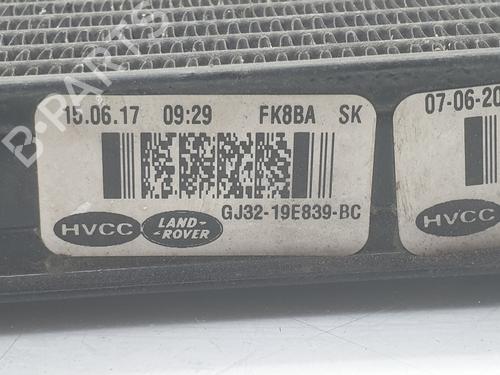 15.06.17 09:29 FK8BA SK
GJ32-19E839-BC
HVCC LAND-ROVER
07-06-20
HVCC
B-Parts